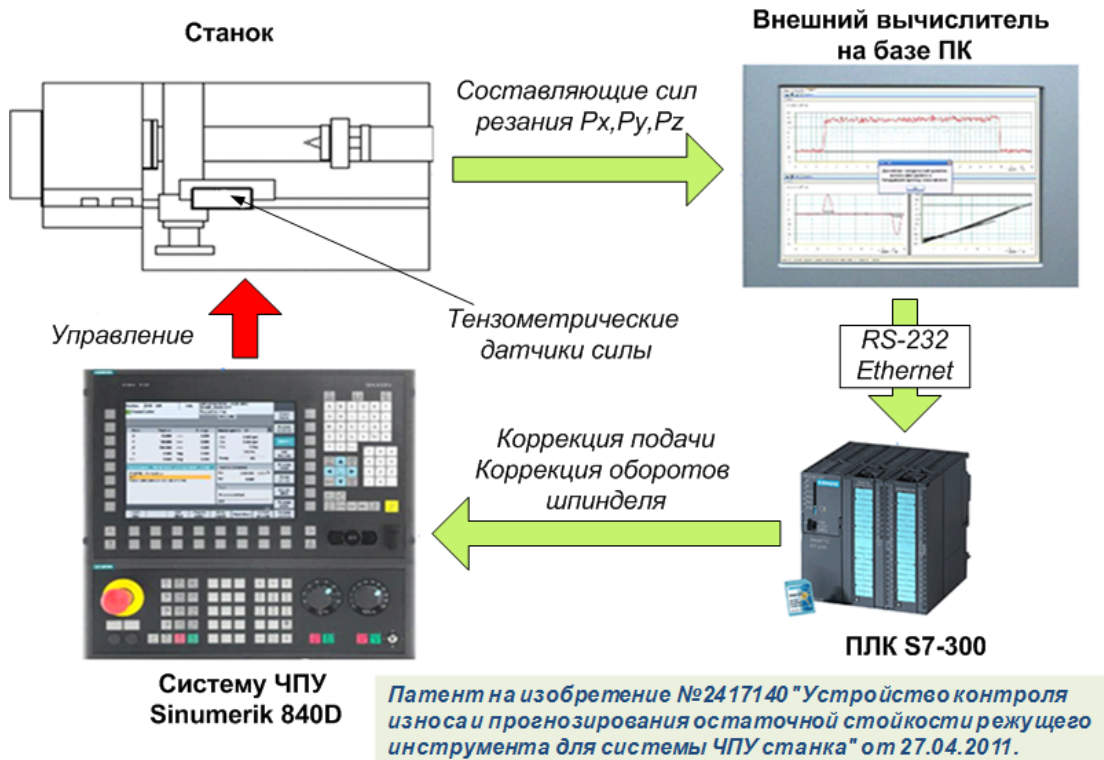 Станок
Внешний вычислитель
на базе ПК
Составляющие сил
резания Px,Py,Pz
Управление
Тензометрические
датчики силы
RS-232
Ethernet
Коррекция подачи
Коррекция оборотов
шпинделя
ПЛК S7-300
Систему ЧПУ
Sinumerik 840D
Патент на изобретение №2417140 "Устройство контроля
износа и прогнозирования остаточной стойкости режущего
инструмента для системы ЧПУ станка" от 27.04.2011.